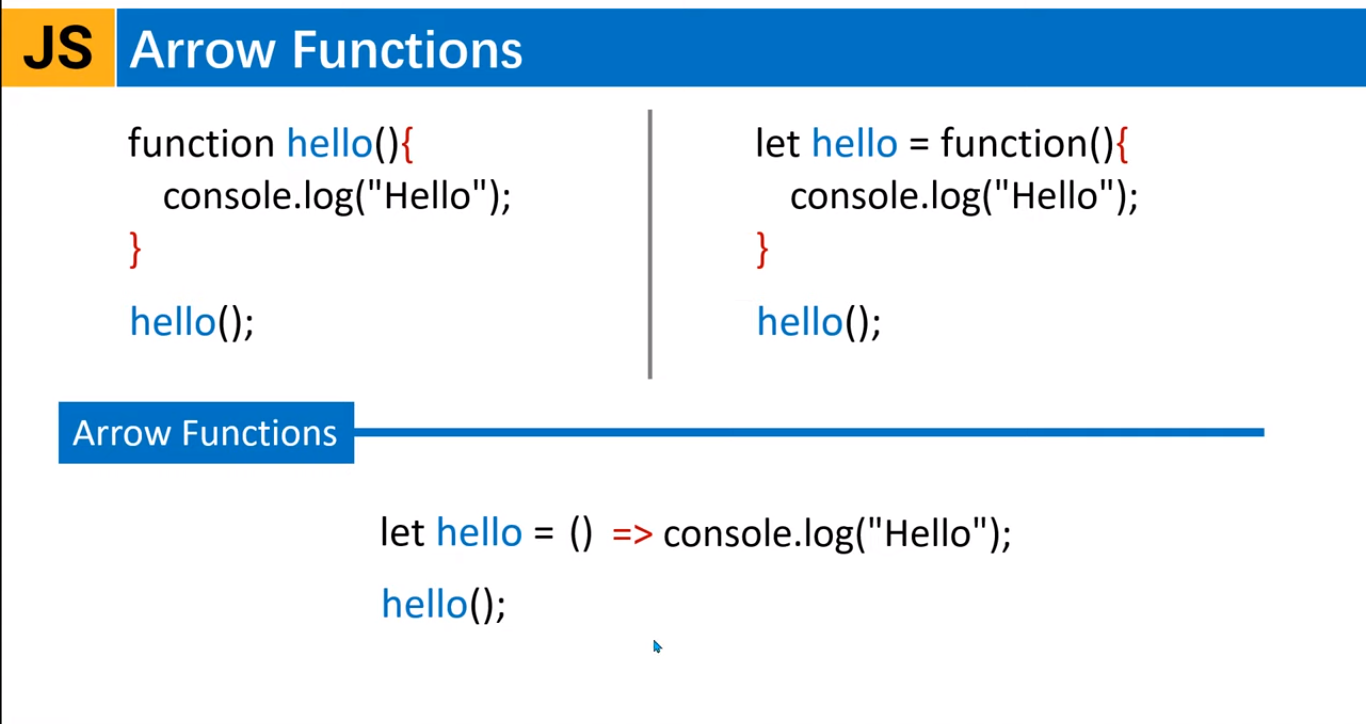 JS Arrow Functions
function hello(){
console.log("Hello");
}
hello();
let hello = function(){
console.log("Hello");
}
hello();
Arrow Functions
let hello = () => console.log("Hello");
hello();